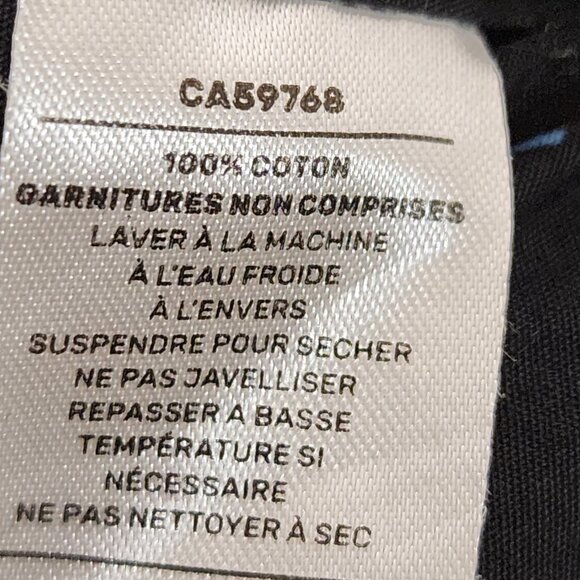 CA59768
100% COTON
GARNITURES NON COMPRISES
LAVER À LA MACHINE
À L'EAU FROIDE
À L'ENVERS
SUSPENDRE POUR SECHER
NE PAS JAVELLISER
REPASSER A BASSE
TEMPÉRATURE SI
NÉCESSAIRE
NE PAS NETTOYER À SEC